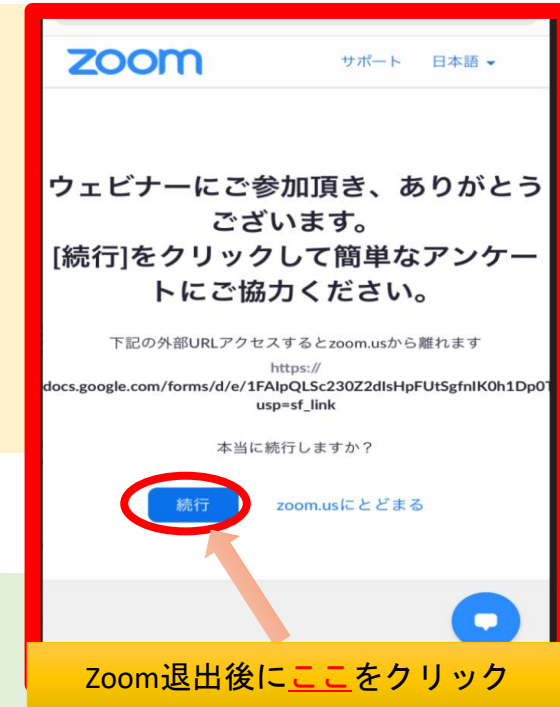 zoom サポート 日本語
ウェビナーにご参加頂き、ありがとう
ございます。
[続行]をクリックして簡単なアンケー
トにご協力ください。
下記の外部URLアクセスするとzoom.usから離れます
https://
docs.google.com/forms/d/e/1FAIpQLSc230Z2dlsHpFUtSgfnIK0h1Dp0T
usp=sf_link
本当に続行しますか？
続行 zoom.usにとどまる
Zoom退出後にここをクリック